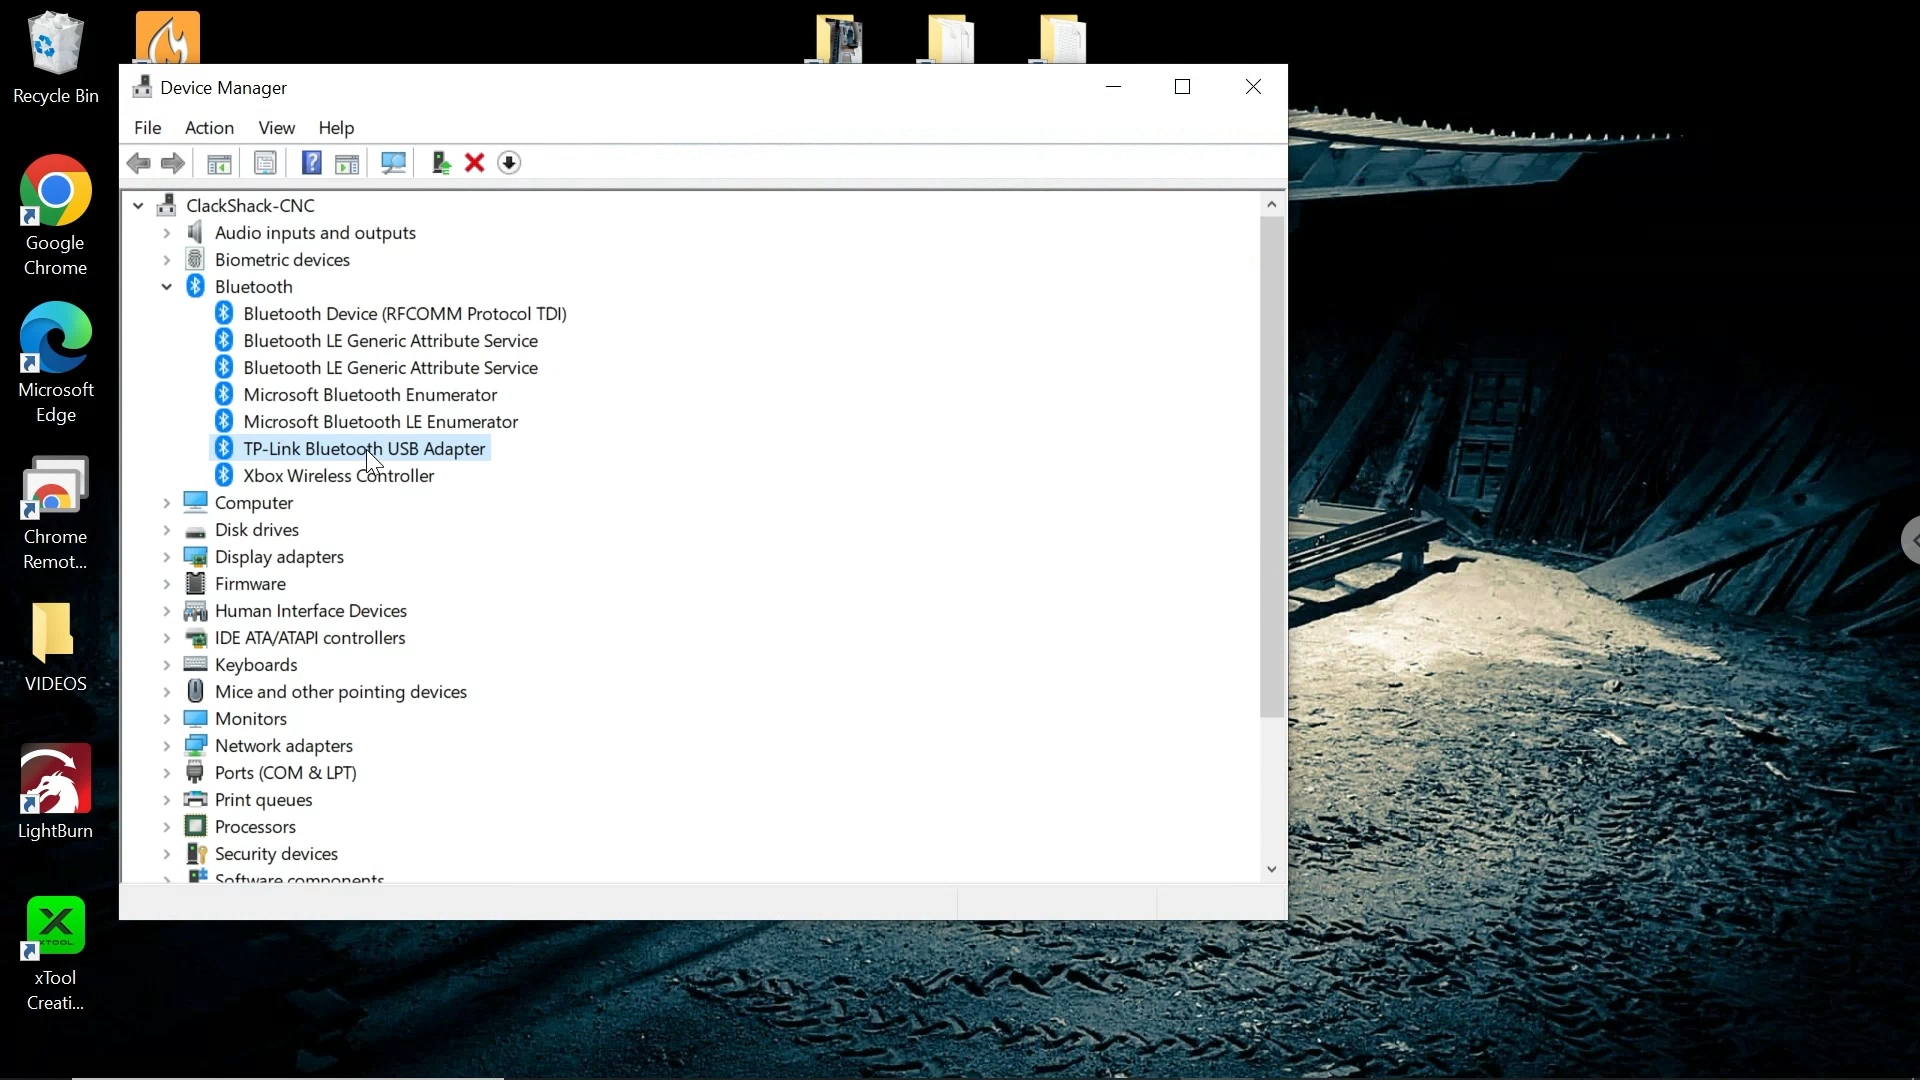 Recycle Bin
Google
Chrome
Microsoft
Edge
Chrome
Remot...
VIDEOS
LightBurn
XTOOL
xTool
Creati...
Device Manager
File Action View Help
ClackShack-CNC
Audio inputs and outputs
Biometric devices
Bluetooth
Bluetooth Device (RFCOMM Protocol TDI)
Bluetooth LE Generic Attribute Service
Bluetooth LE Generic Attribute Service
Microsoft Bluetooth Enumerator
Microsoft Bluetooth LE Enumerator
TP-Link Bluetooth USB Adapter
Xbox Wireless Controller
Computer
Disk drives
Display adapters
Firmware
Human Interface Devices
IDE ATA/ATAPI controllers
Keyboards
Mice and other pointing devices
Monitors
Network adapters
Ports (COM & LPT)
Print queues
Processors
Security devices
Software components